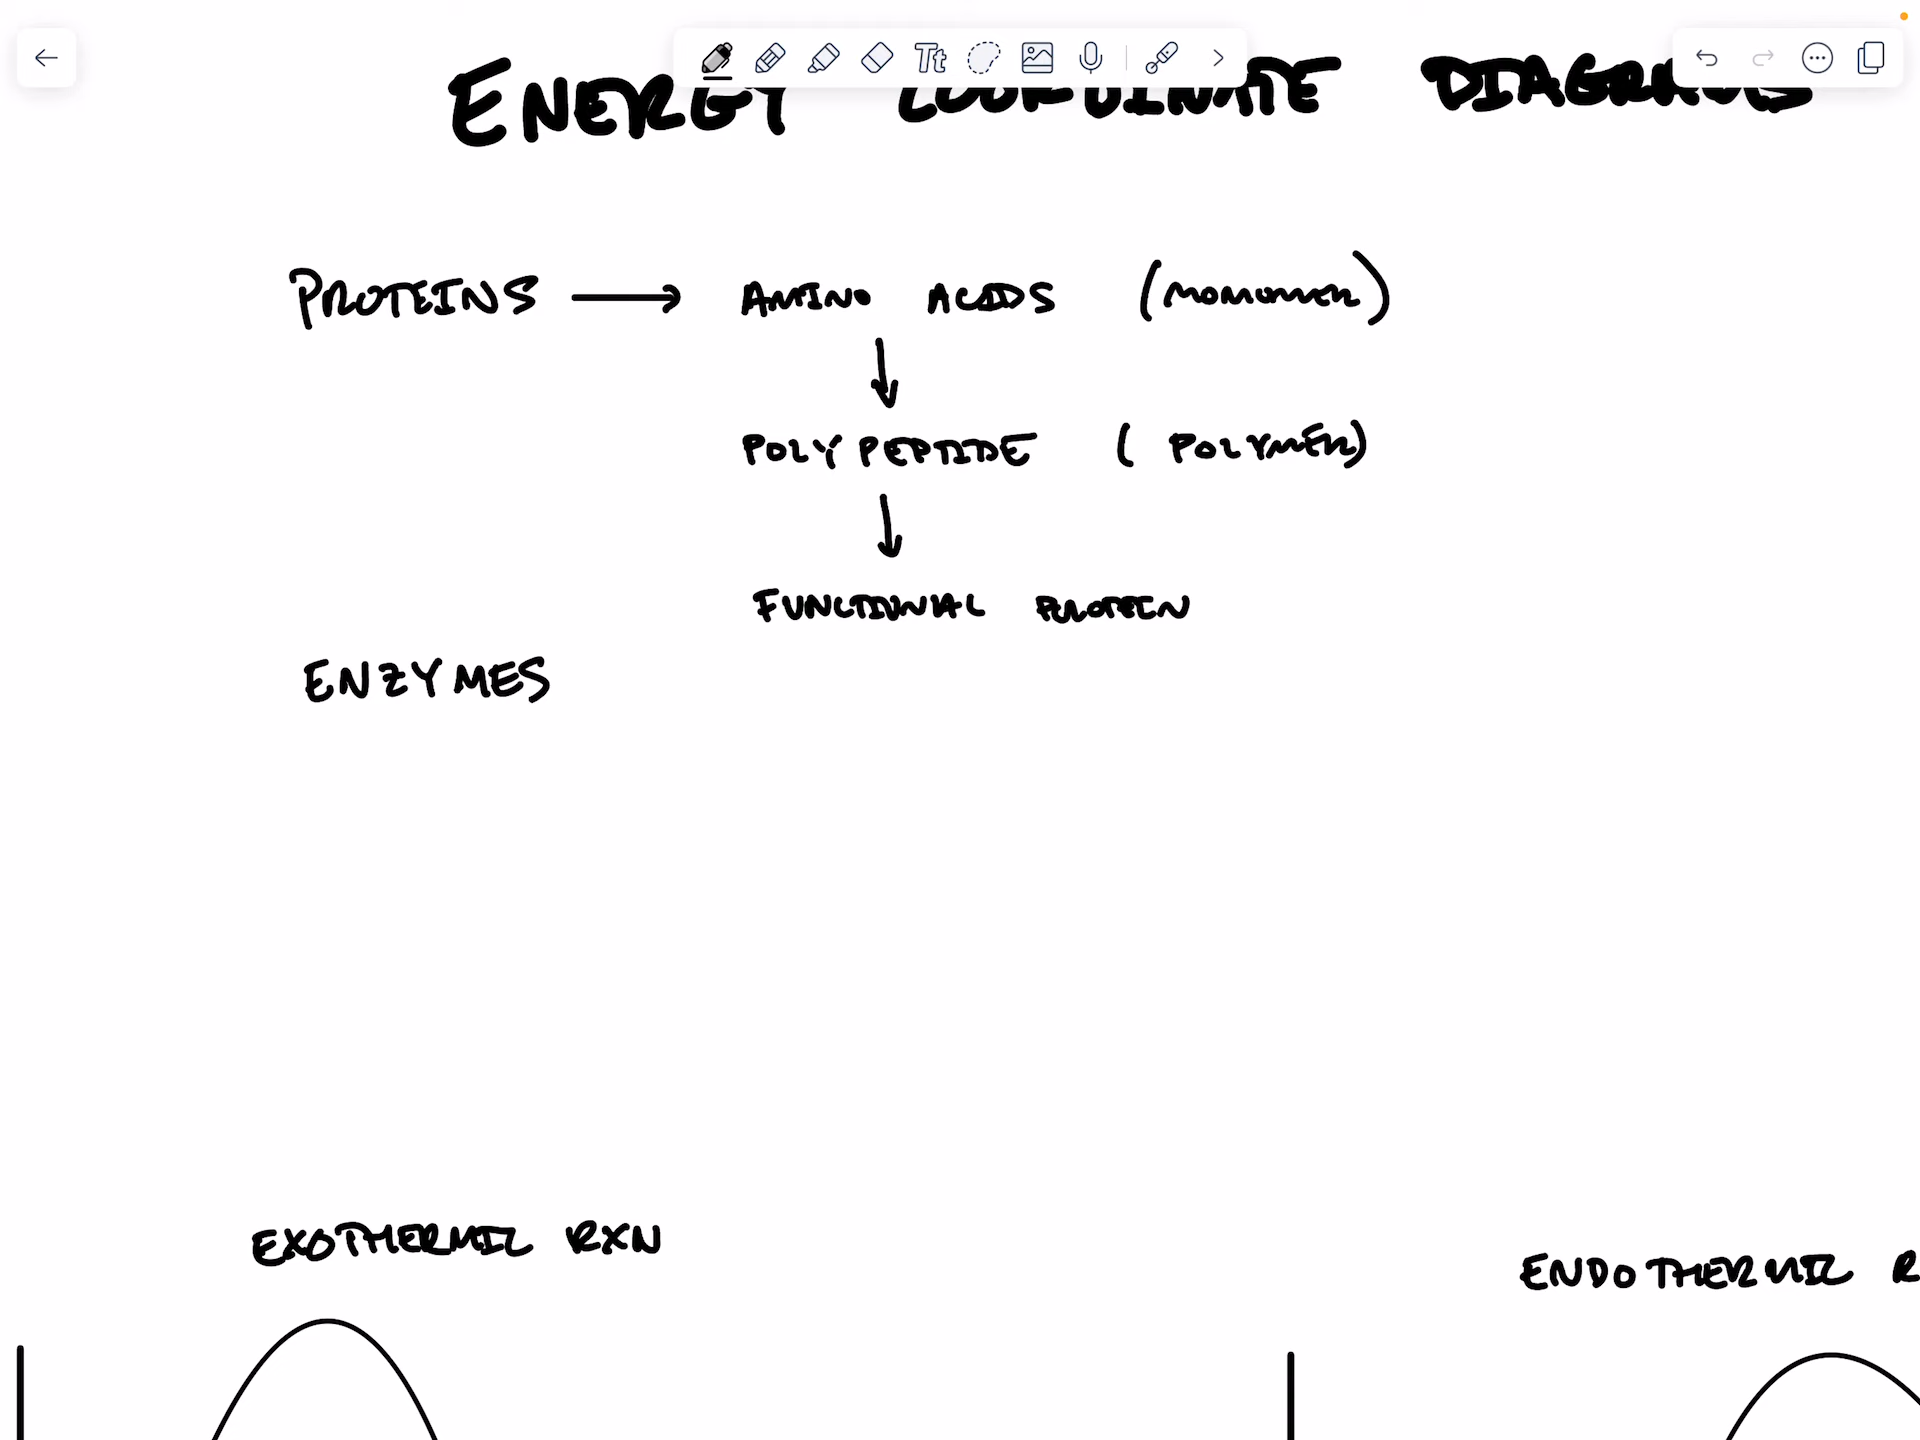 ENERGY COORDINATE DIAGRAMS
PROTEINS → AMINO ACIDS (MONOMER)
↓
POLYPEPTIDE (POLYMER)
↓
FUNCTIONAL PROTEIN
ENZYMES
EXOTHERMIC RXN
ENDOTHERMIC R